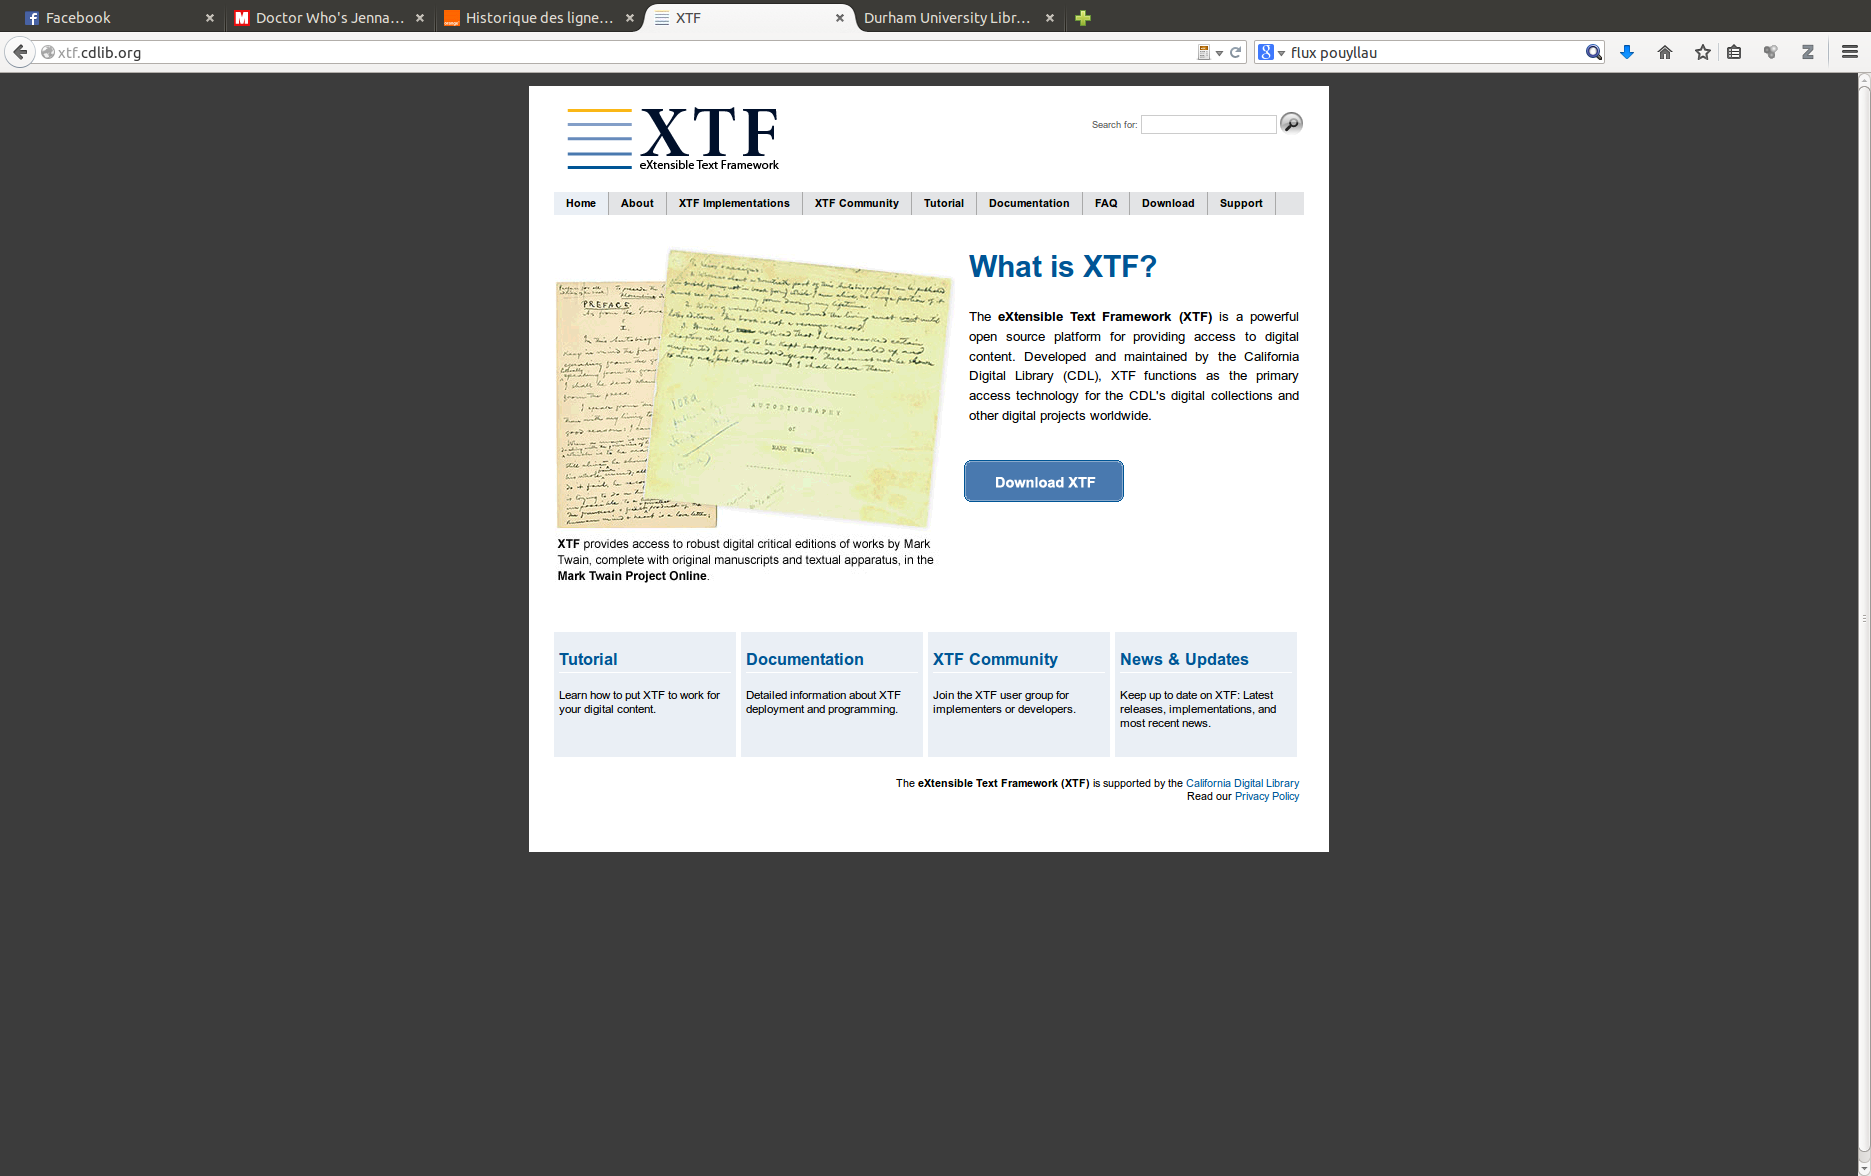 Facebook
Doctor Who's Jenna...
Historique des ligne...
XTF
Durham University Libr...
xtf.cdlib.org
flux pouyllau
XTF
eXtensible Text Framework
Search for:
Home About XTF Implementations XTF Community Tutorial Documentation FAQ Download Support
PREFACE.
I.
AUTOBIOGRAPHY
OF
MARK TWAIN.
XTF provides access to robust digital critical editions of works by Mark
Twain, complete with original manuscripts and textual apparatus, in the
Mark Twain Project Online.
What is XTF?
The eXtensible Text Framework (XTF) is a powerful
open source platform for providing access to digital
content. Developed and maintained by the California
Digital Library (CDL), XTF functions as the primary
access technology for the CDL's digital collections and
other digital projects worldwide.
Download XTF
Tutorial
Learn how to put XTF to work for
your digital content.
Documentation
Detailed information about XTF
deployment and programming.
XTF Community
Join the XTF user group for
implementers or developers.
News & Updates
Keep up to date on XTF: Latest
releases, implementations, and
most recent news.
The eXtensible Text Framework (XTF) is supported by the California Digital Library
Read our Privacy Policy